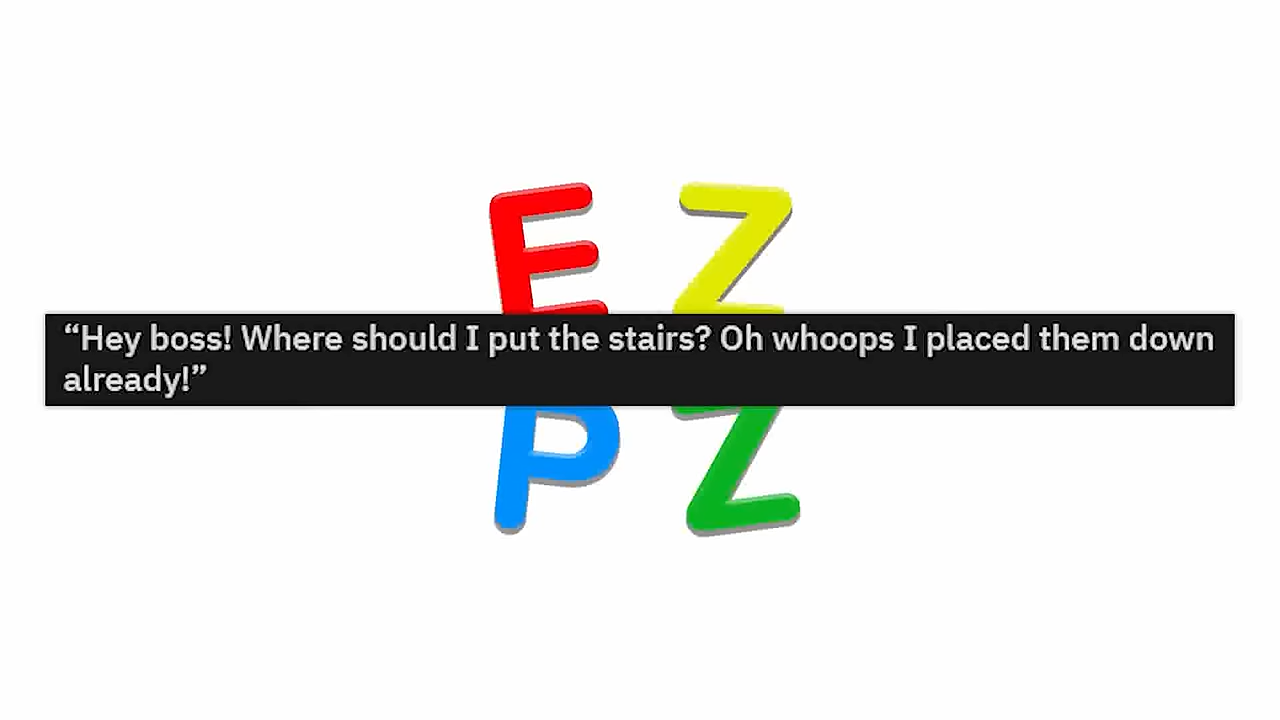 E Z
“Hey boss! Where should I put the stairs? Oh whoops I placed them down
already!”
P Z